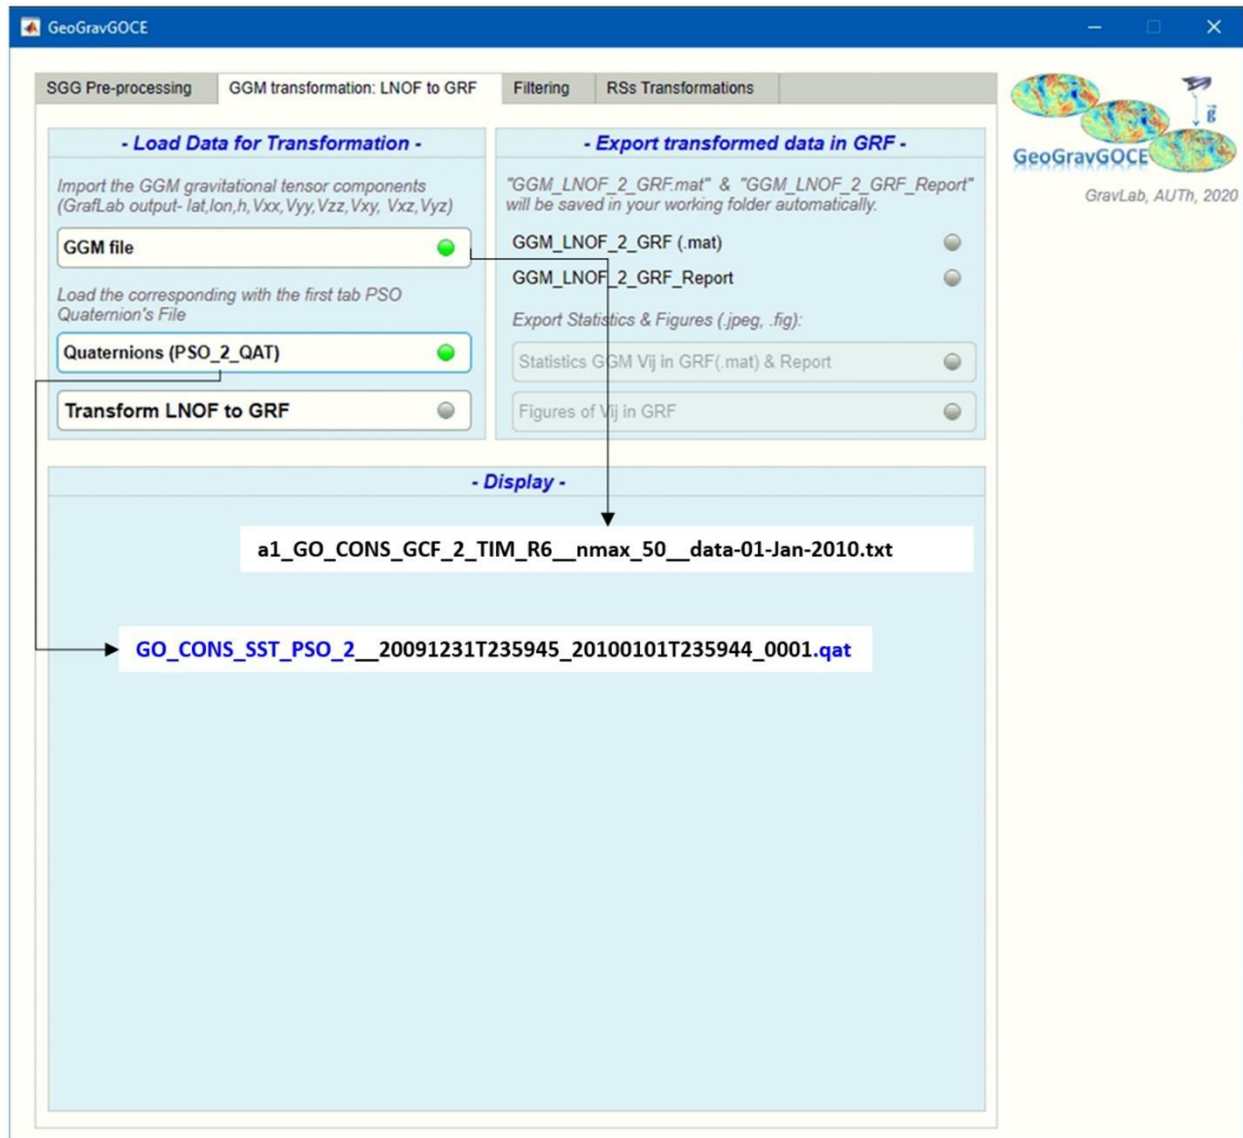 GeoGravGOCE
SGG Pre-processing
GGM transformation: LNOF to GRF
Filtering
RSs Transformations
- Load Data for Transformation -
Import the GGM gravitational tensor components
(GrafLab output- lat,lon,h,Vxx,Vyy,Vzz,Vxy, Vxz,Vyz)
GGM file
Load the corresponding with the first tab PSO
Quaternion's File
Quaternions (PSO_2_QAT)
Transform LNOF to GRF
- Export transformed data in GRF -
"GGM_LNOF_2_GRF.mat" & "GGM_LNOF_2_GRF_Report"
will be saved in your working folder automatically.
GGM_LNOF_2_GRF (.mat)
GGM_LNOF_2_GRF_Report
Export Statistics & Figures (.jpeg, .fig):
Statistics GGM Vij in GRF(.mat) & Report
Figures of Vij in GRF
g
GeoGravGOCE
GravLab, AUTh, 2020
- Display -
a1_GO_CONS_GCF_2_TIM_R6__nmax_50__data-01-Jan-2010.txt
GO_CONS_SST_PSO_2__20091231T235945_20100101T235944_0001.qat